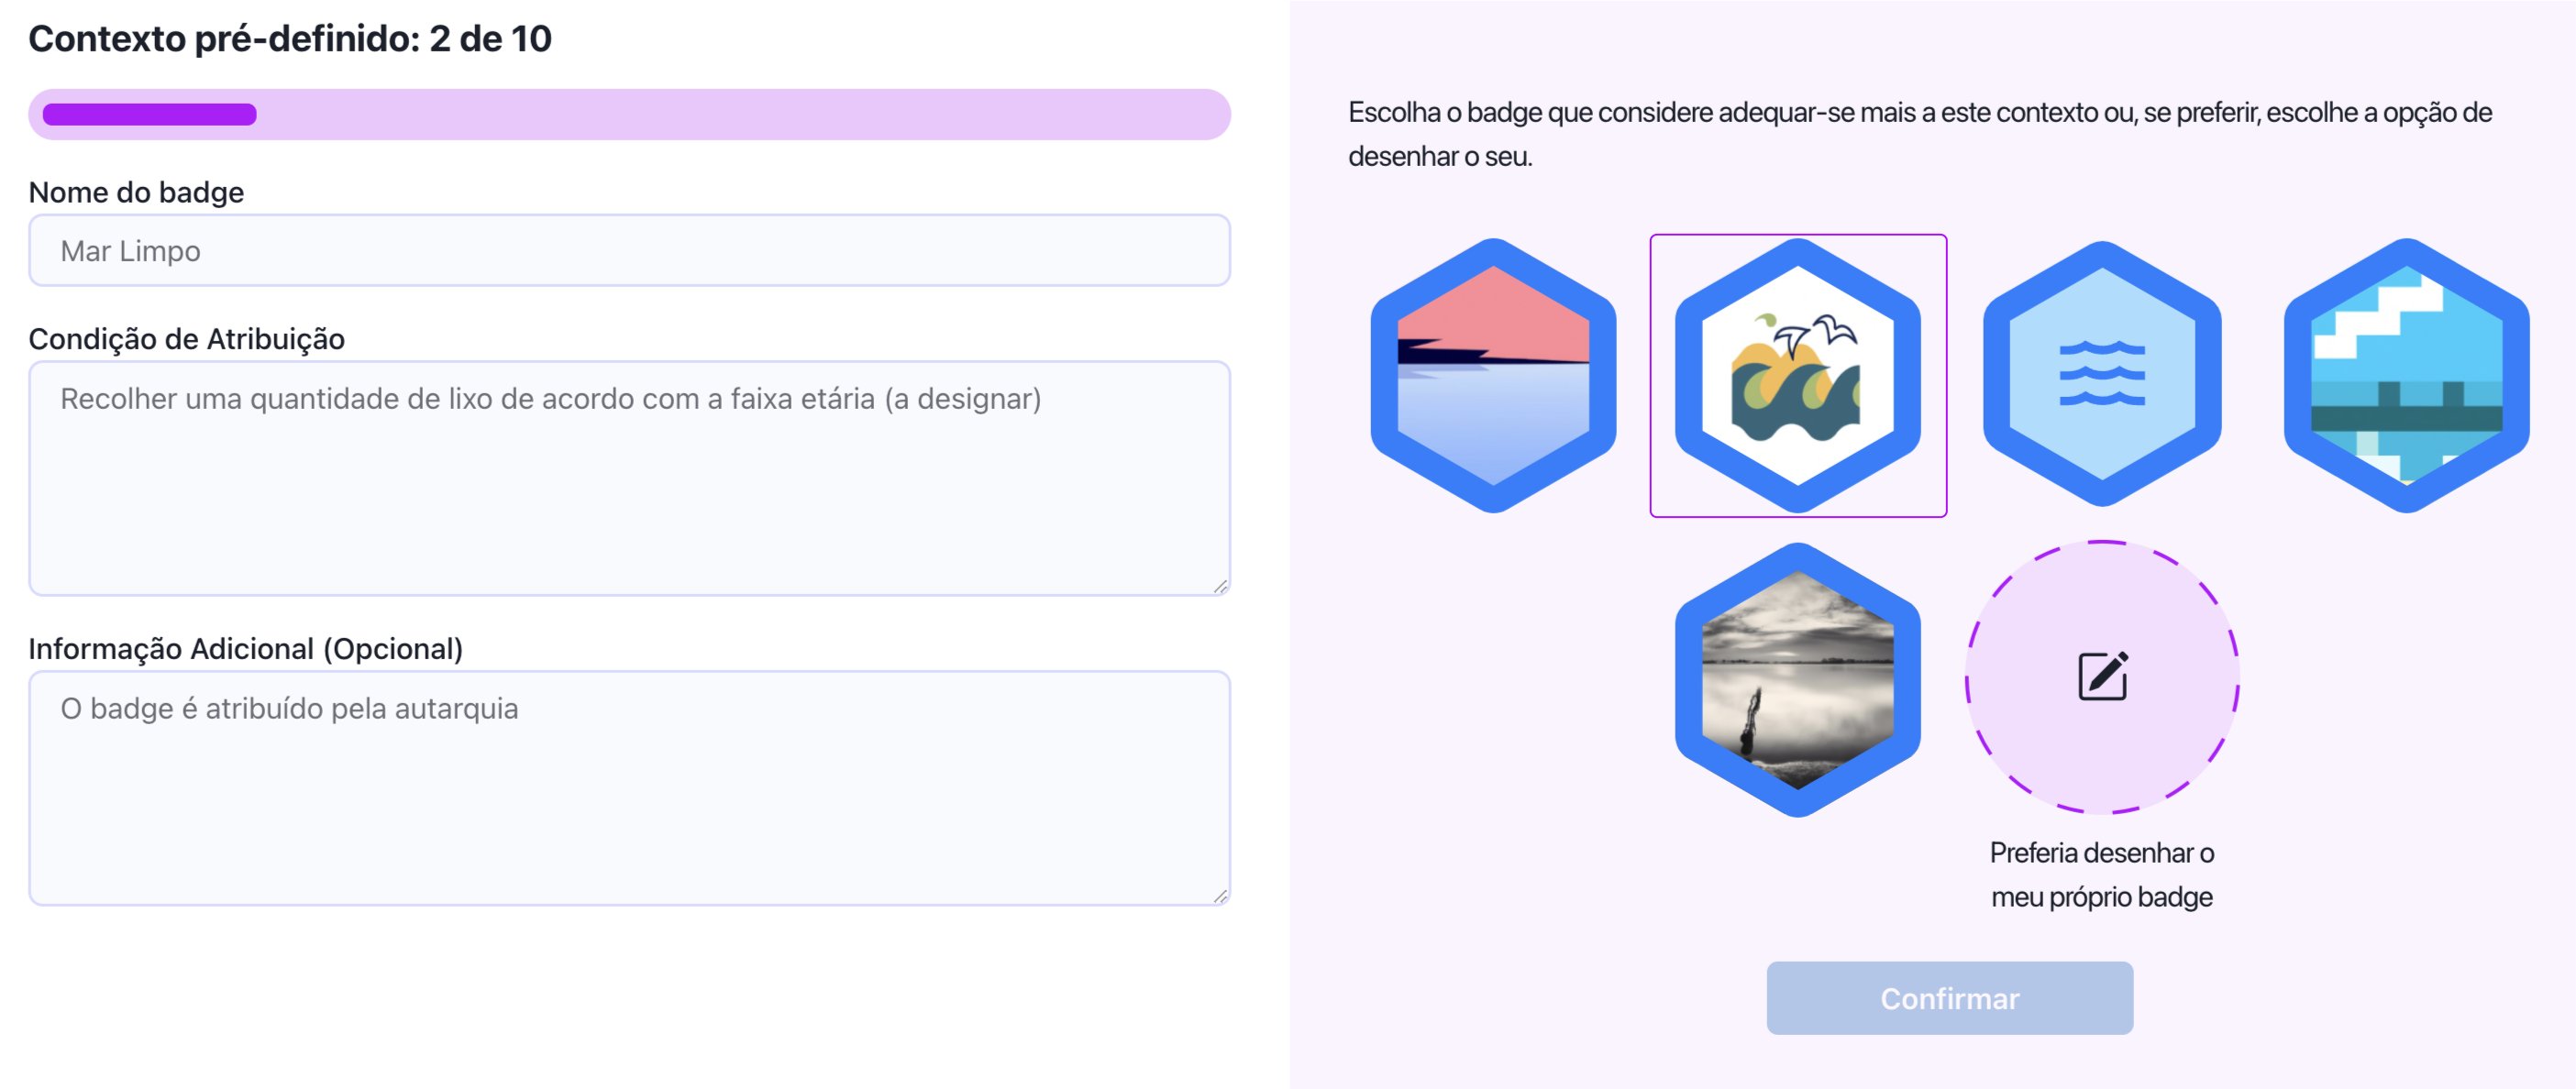 Contexto pré-definido: 2 de 10
Nome do badge
Mar Limpo
Condição de Atribuição
Recolher uma quantidade de lixo de acordo com a faixa etária (a designar)
Informação Adicional (Opcional)
O badge é atribuído pela autarquia
Escolha o badge que considere adequar-se mais a este contexto ou, se preferir, escolhe a opção de
desenhar o seu.
Preferia desenhar o
meu próprio badge
Confirmar